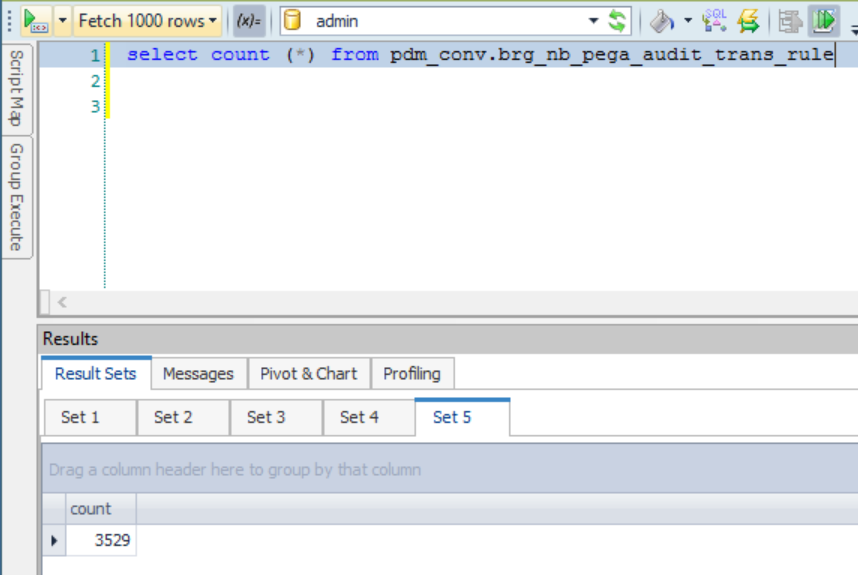 Fetch 1000 rows
(x)=
admin
SQL
Script Map
Group Execute
1 select count (*) from pdm_conv.brg_nb_pega_audit_trans_rule
2
3
Results
Result Sets Messages Pivot & Chart Profiling
Set 1 Set 2 Set 3 Set 4 Set 5
Drag a column header here to group by that column
count
3529